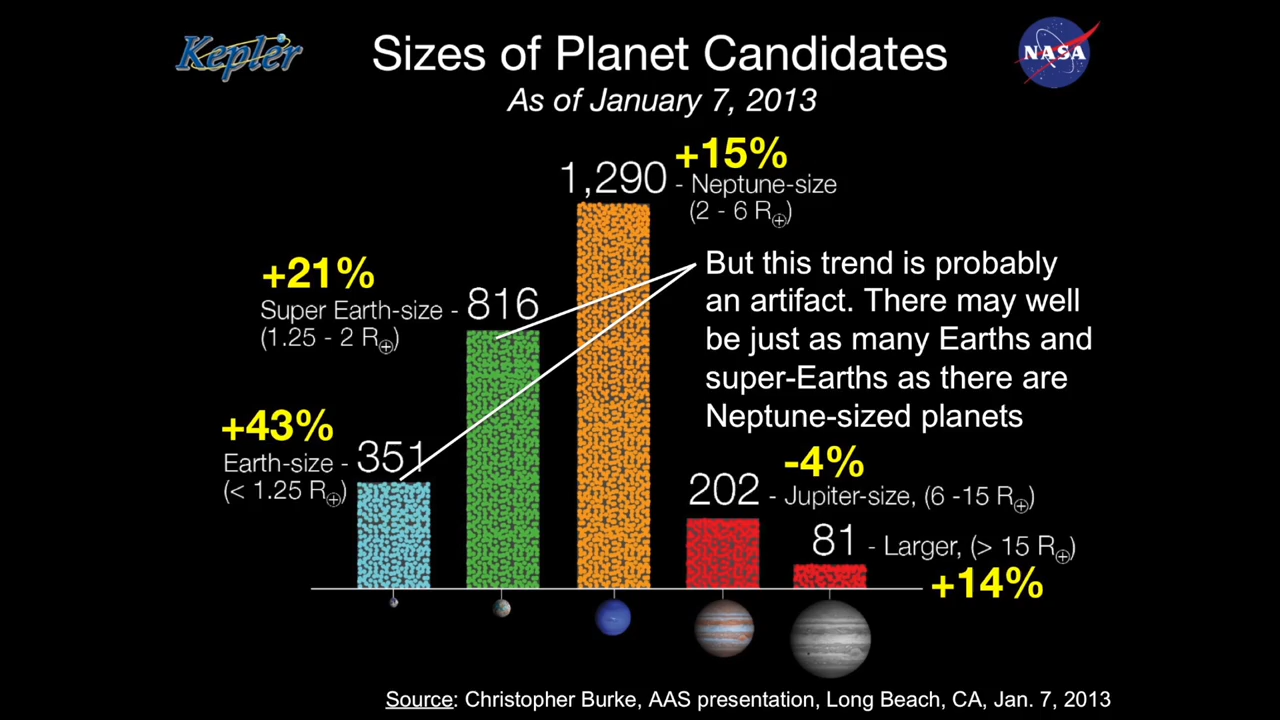 Kepler
Sizes of Planet Candidates
NASA
As of January 7, 2013
+15%
1,290 - Neptune-size
(2 - 6 R⊕)
+21%
Super Earth-size - 816
(1.25 - 2 R⊕)
But this trend is probably
an artifact. There may well
be just as many Earths and
super-Earths as there are
Neptune-sized planets
+43%
Earth-size - 351
(< 1.25 R⊕)
-4%
202 - Jupiter-size, (6 -15 R⊕)
81 - Larger, (> 15 R⊕)
+14%
Source: Christopher Burke, AAS presentation, Long Beach, CA, Jan. 7, 2013